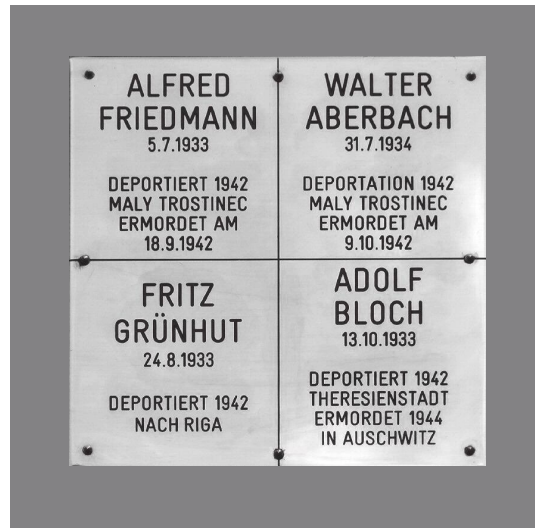 ALFRED
FRIEDMANN
5.7.1933
DEPORTIERT 1942
MALY TROSTINEC
ERMORDET AM
18.9.1942
WALTER
ABERBACH
31.7.1934
DEPORTATION 1942
MALY TROSTINEC
ERMORDET AM
9.10.1942
FRITZ
GRÜNHUT
24.8.1933
DEPORTIERT 1942
NACH RIGA
ADOLF
BLOCH
13.10.1933
DEPORTIERT 1942
THERESIENSTADT
ERMORDET 1944
IN AUSCHWITZ